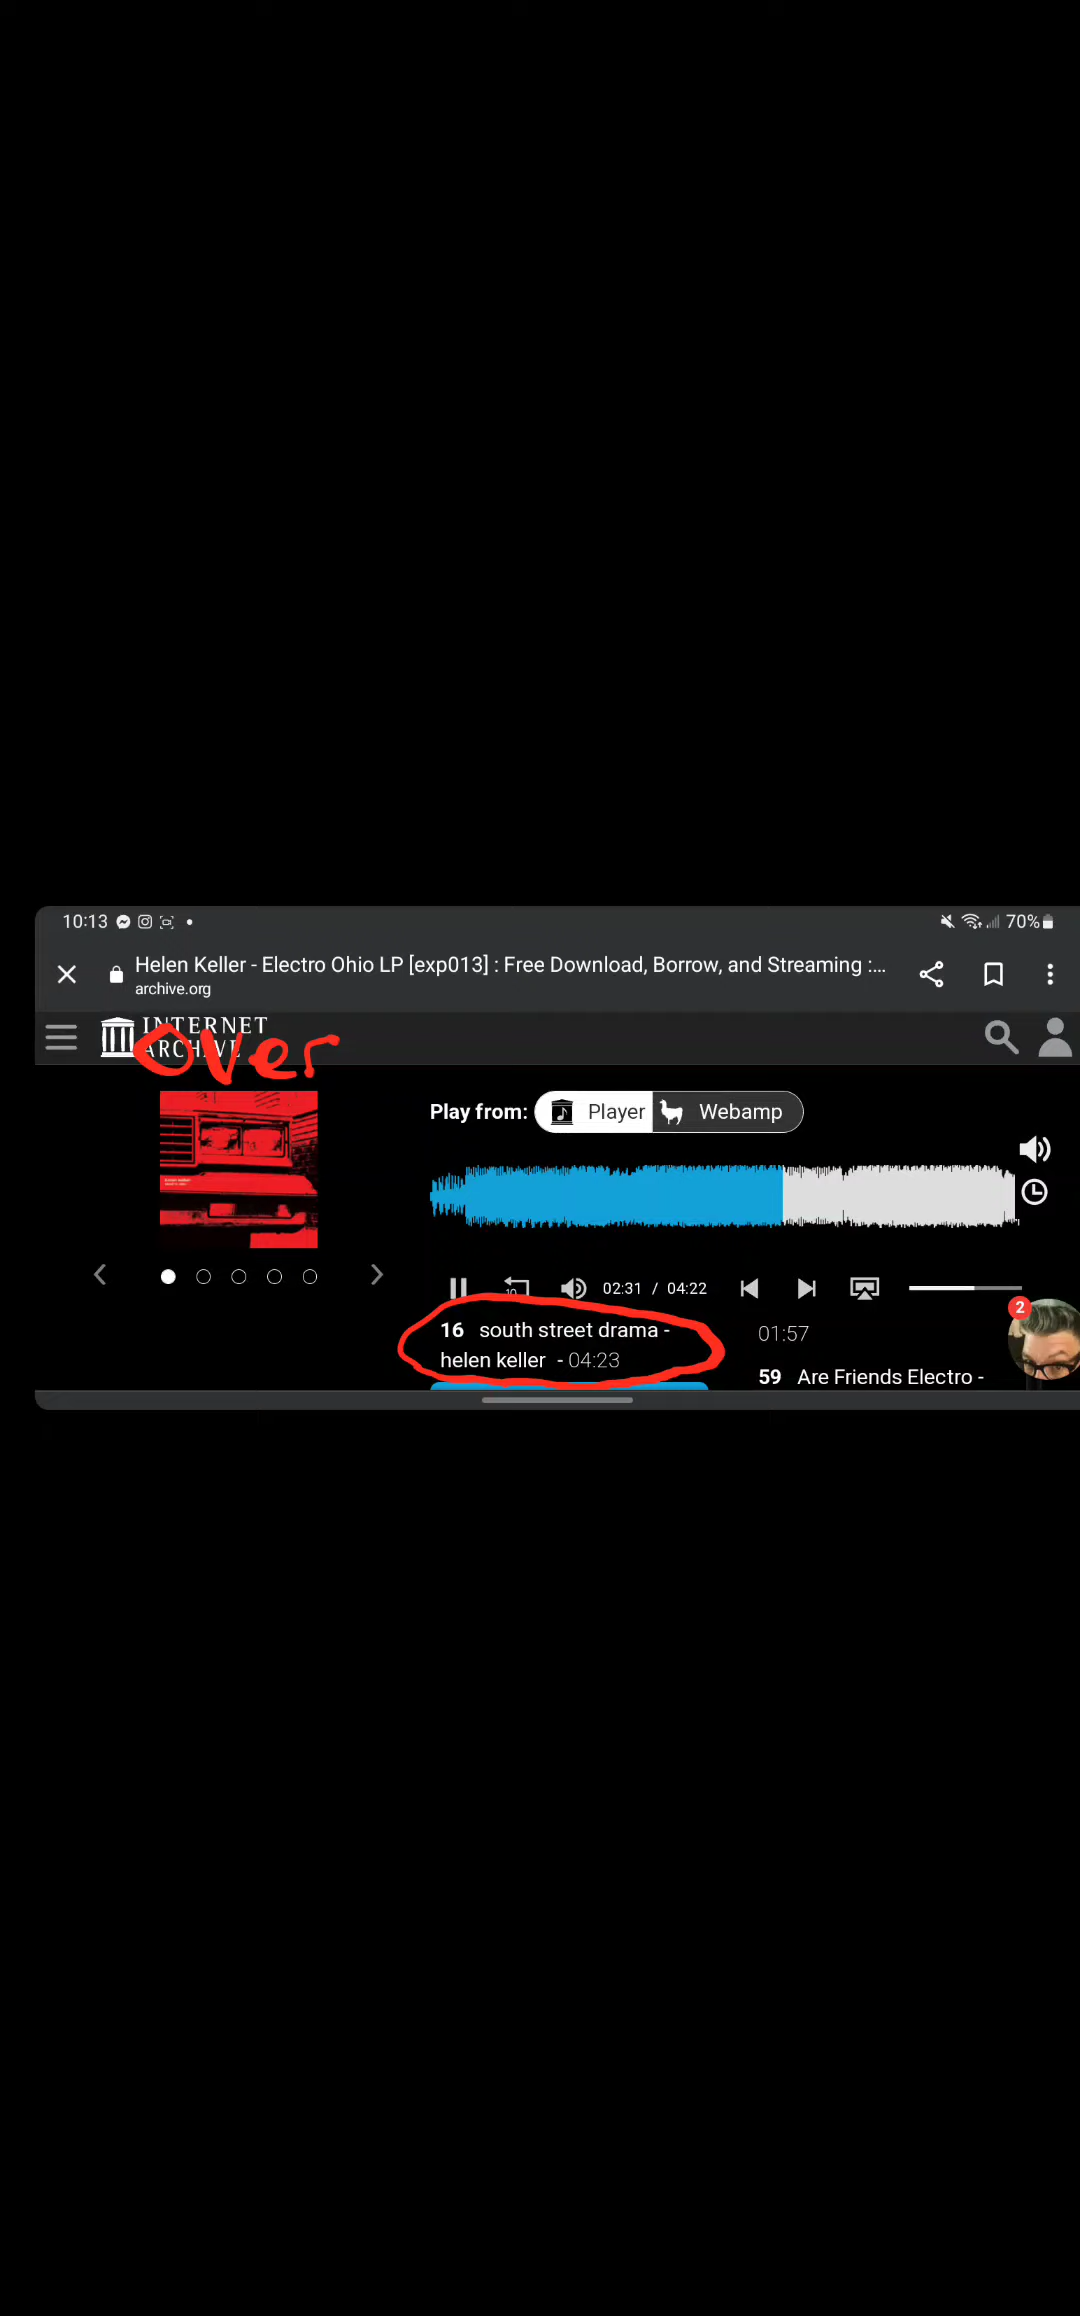 10:13
70%
Helen Keller - Electro Ohio LP [exp013] : Free Download, Borrow, and Streaming :...
archive.org
INTERNET
ARCHIVE
Over
Play from: Player Webamp
10
02:31 / 04:22
2
16 south street drama -
helen keller - 04:23
01:57
59 Are Friends Electro -